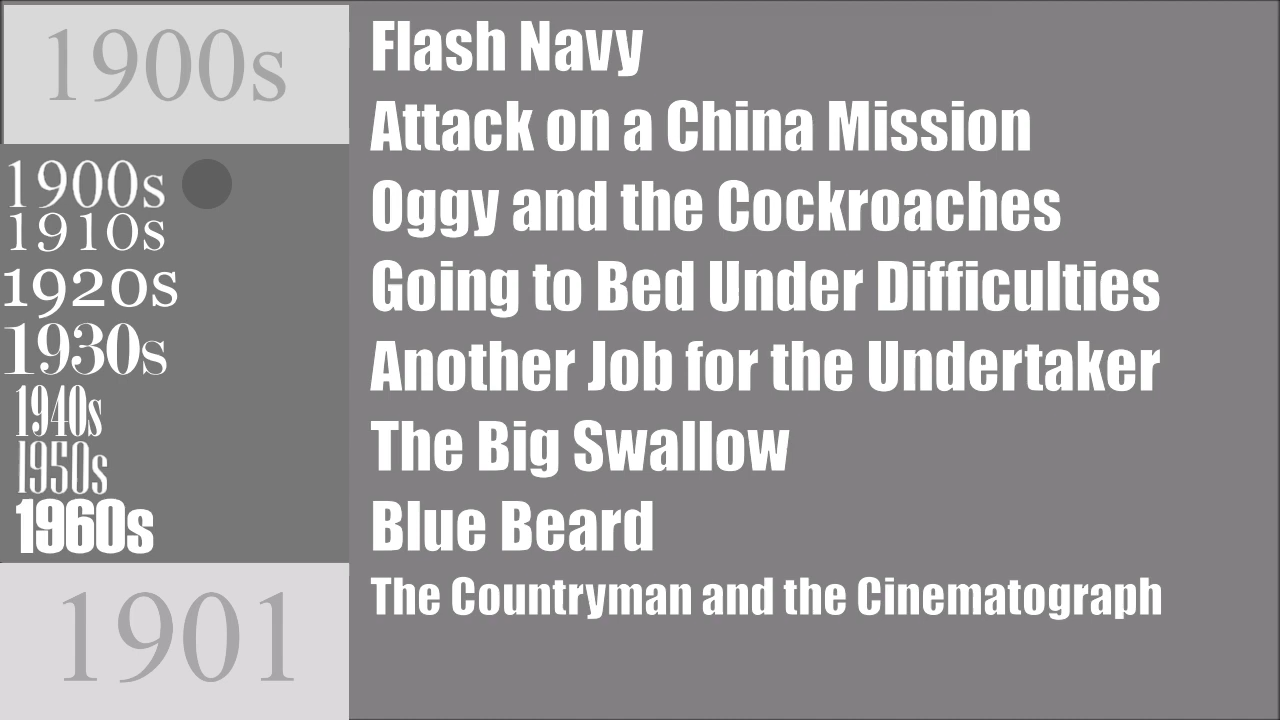 1900s
1900s
1910s
1920s
1930s
1940s
1950s
1960s
1901
Flash Navy
Attack on a China Mission
Oggy and the Cockroaches
Going to Bed Under Difficulties
Another Job for the Undertaker
The Big Swallow
Blue Beard
The Countryman and the Cinematograph